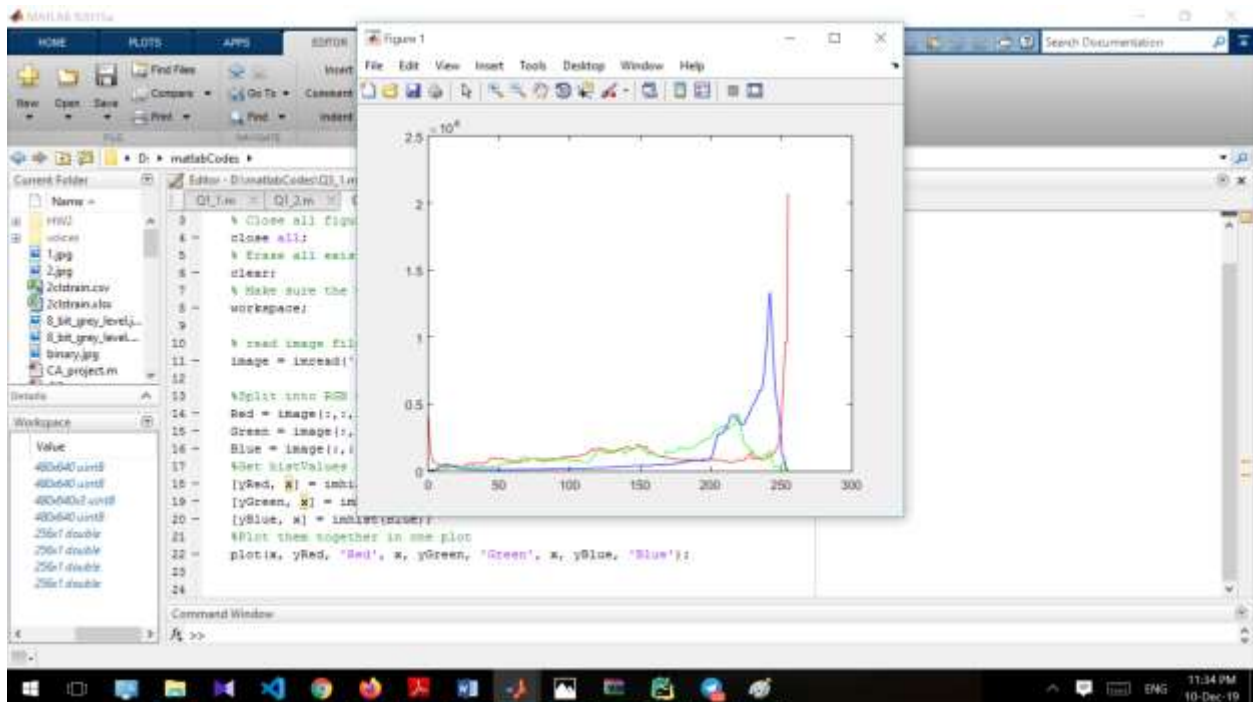 MATLAB R2015a
HOME PLOTS APPS EDITOR
Search Documentation
New Open Save
Find Files
Compare
Print
Go To
Find
Insert
Comment
Indent
FILE
NAVIGATE
D: matlabCodes
Current Folder
Name
HW2
voices
1.jpg
2.jpg
2clstrain.csv
2clstrain.xlsx
8_bit_grey_level.j...
8_bit_grey_level....
binary.jpg
CA_project.m
Details
Workspace
Value
480x640 uint8
480x640 uint8
480x640x3 uint8
480x640 uint8
256x1 double
256x1 double
256x1 double
256x1 double
Editor - D:\matlabCodes\Q3_1.m
Q1_1.m Q1_2.m
3 % Close all figu
4 close all;
5 % Erase all exis
6 clear;
7 % Make sure the
8 workspace;
9
10 % read image fil
11 image = imread('
12
13 %Split into RGB
14 Red = image(:,:,
15 Green = image(:,
16 Blue = image(:,:
17 %Get histValues
18 [yRed, x] = imhi
19 [yGreen, x] = im
20 [yBlue, x] = imhist(Blue);
21 %Plot them together in one plot
22 plot(x, yRed, 'Red', x, yGreen, 'Green', x, yBlue, 'Blue');
23
24
Command Window
fx >>
Figure 1
File Edit View Insert Tools Desktop Window Help
×10⁴
2.5
2
1.5
1
0.5
0
0 50 100 150 200 250 300
ENG
11:34 PM
10-Dec-19